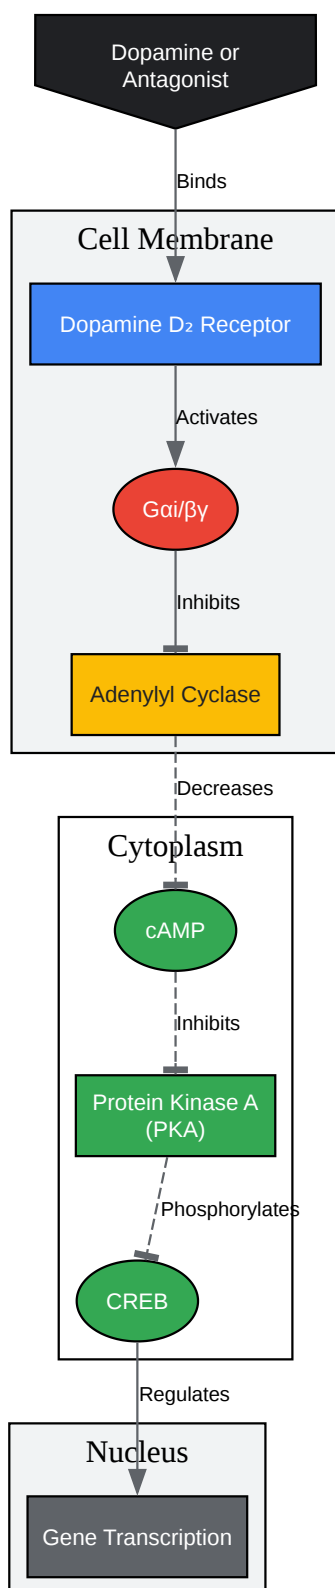 Dopamine or
Antagonist
Binds
Cell Membrane
Dopamine D₂ Receptor
Activates
Gαi/βγ
Inhibits
Adenylyl Cyclase
Decreases
Cytoplasm
cAMP
Inhibits
Protein Kinase A
(PKA)
Phosphorylates
CREB
Regulates
Nucleus
Gene Transcription